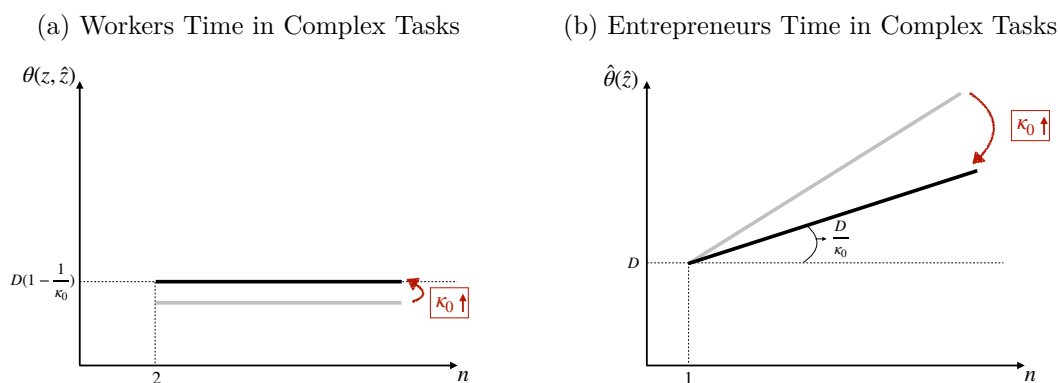 (a) Workers Time in Complex Tasks
θ(z, ẑ)
D(1 − 1/κ₀)
κ₀ ↑
2
n
(b) Entrepreneurs Time in Complex Tasks
θ̂(ẑ)
κ₀ ↑
D/κ₀
D
1
n